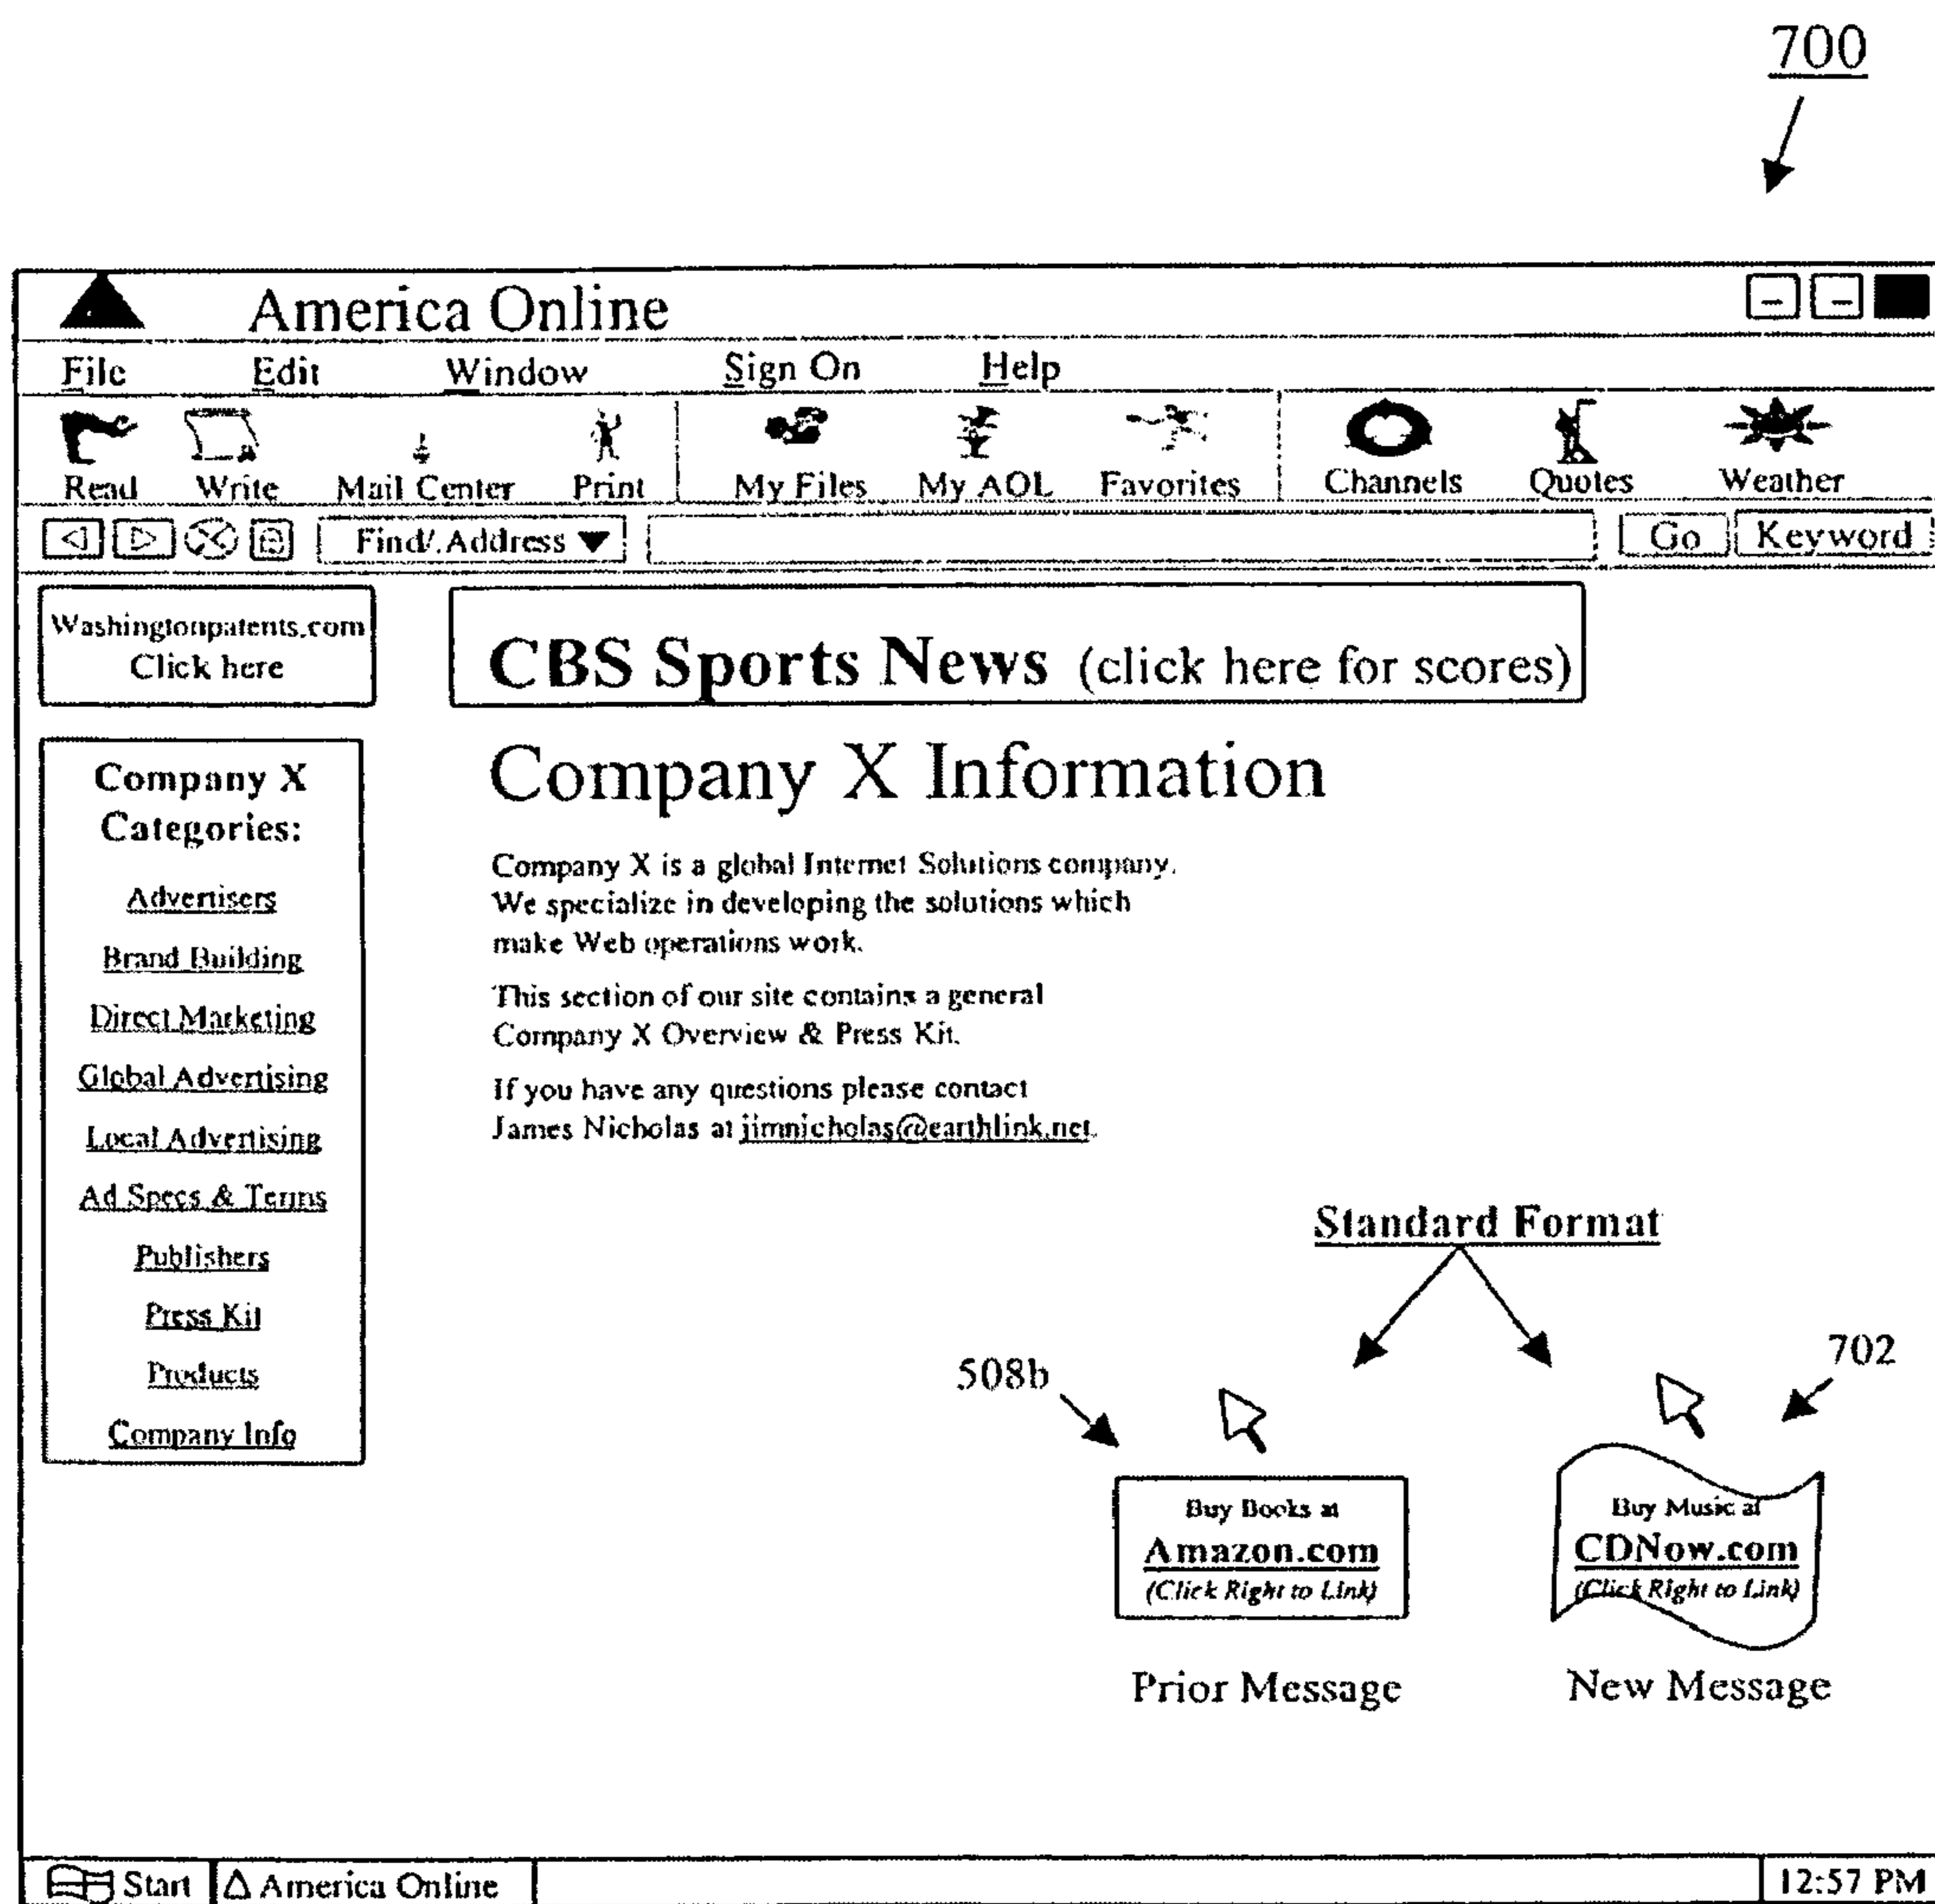 700
America Online
File Edit Window Sign On Help
Read Write Mail Center Print My Files My AOL Favorites Channels Quotes Weather
Find/.Address Go Keyword
Washingtonpatents.com
Click here
CBS Sports News (click here for scores)
Company X
Categories:
Advertisers
Brand Building
Direct Marketing
Global Advertising
Local Advertising
Ad Specs & Terms
Publishers
Press Kit
Products
Company Info
Company X Information
Company X is a global Internet Solutions company.
We specialize in developing the solutions which
make Web operations work.
This section of our site contains a general
Company X Overview & Press Kit.
If you have any questions please contact
James Nicholas at jimnicholas@earthlink.net.
Standard Format
508b
702
Buy Books at
Amazon.com
(Click Right to Link)
Prior Message
Buy Music at
CDNow.com
(Click Right to Link)
New Message
Start America Online 12:57 PM